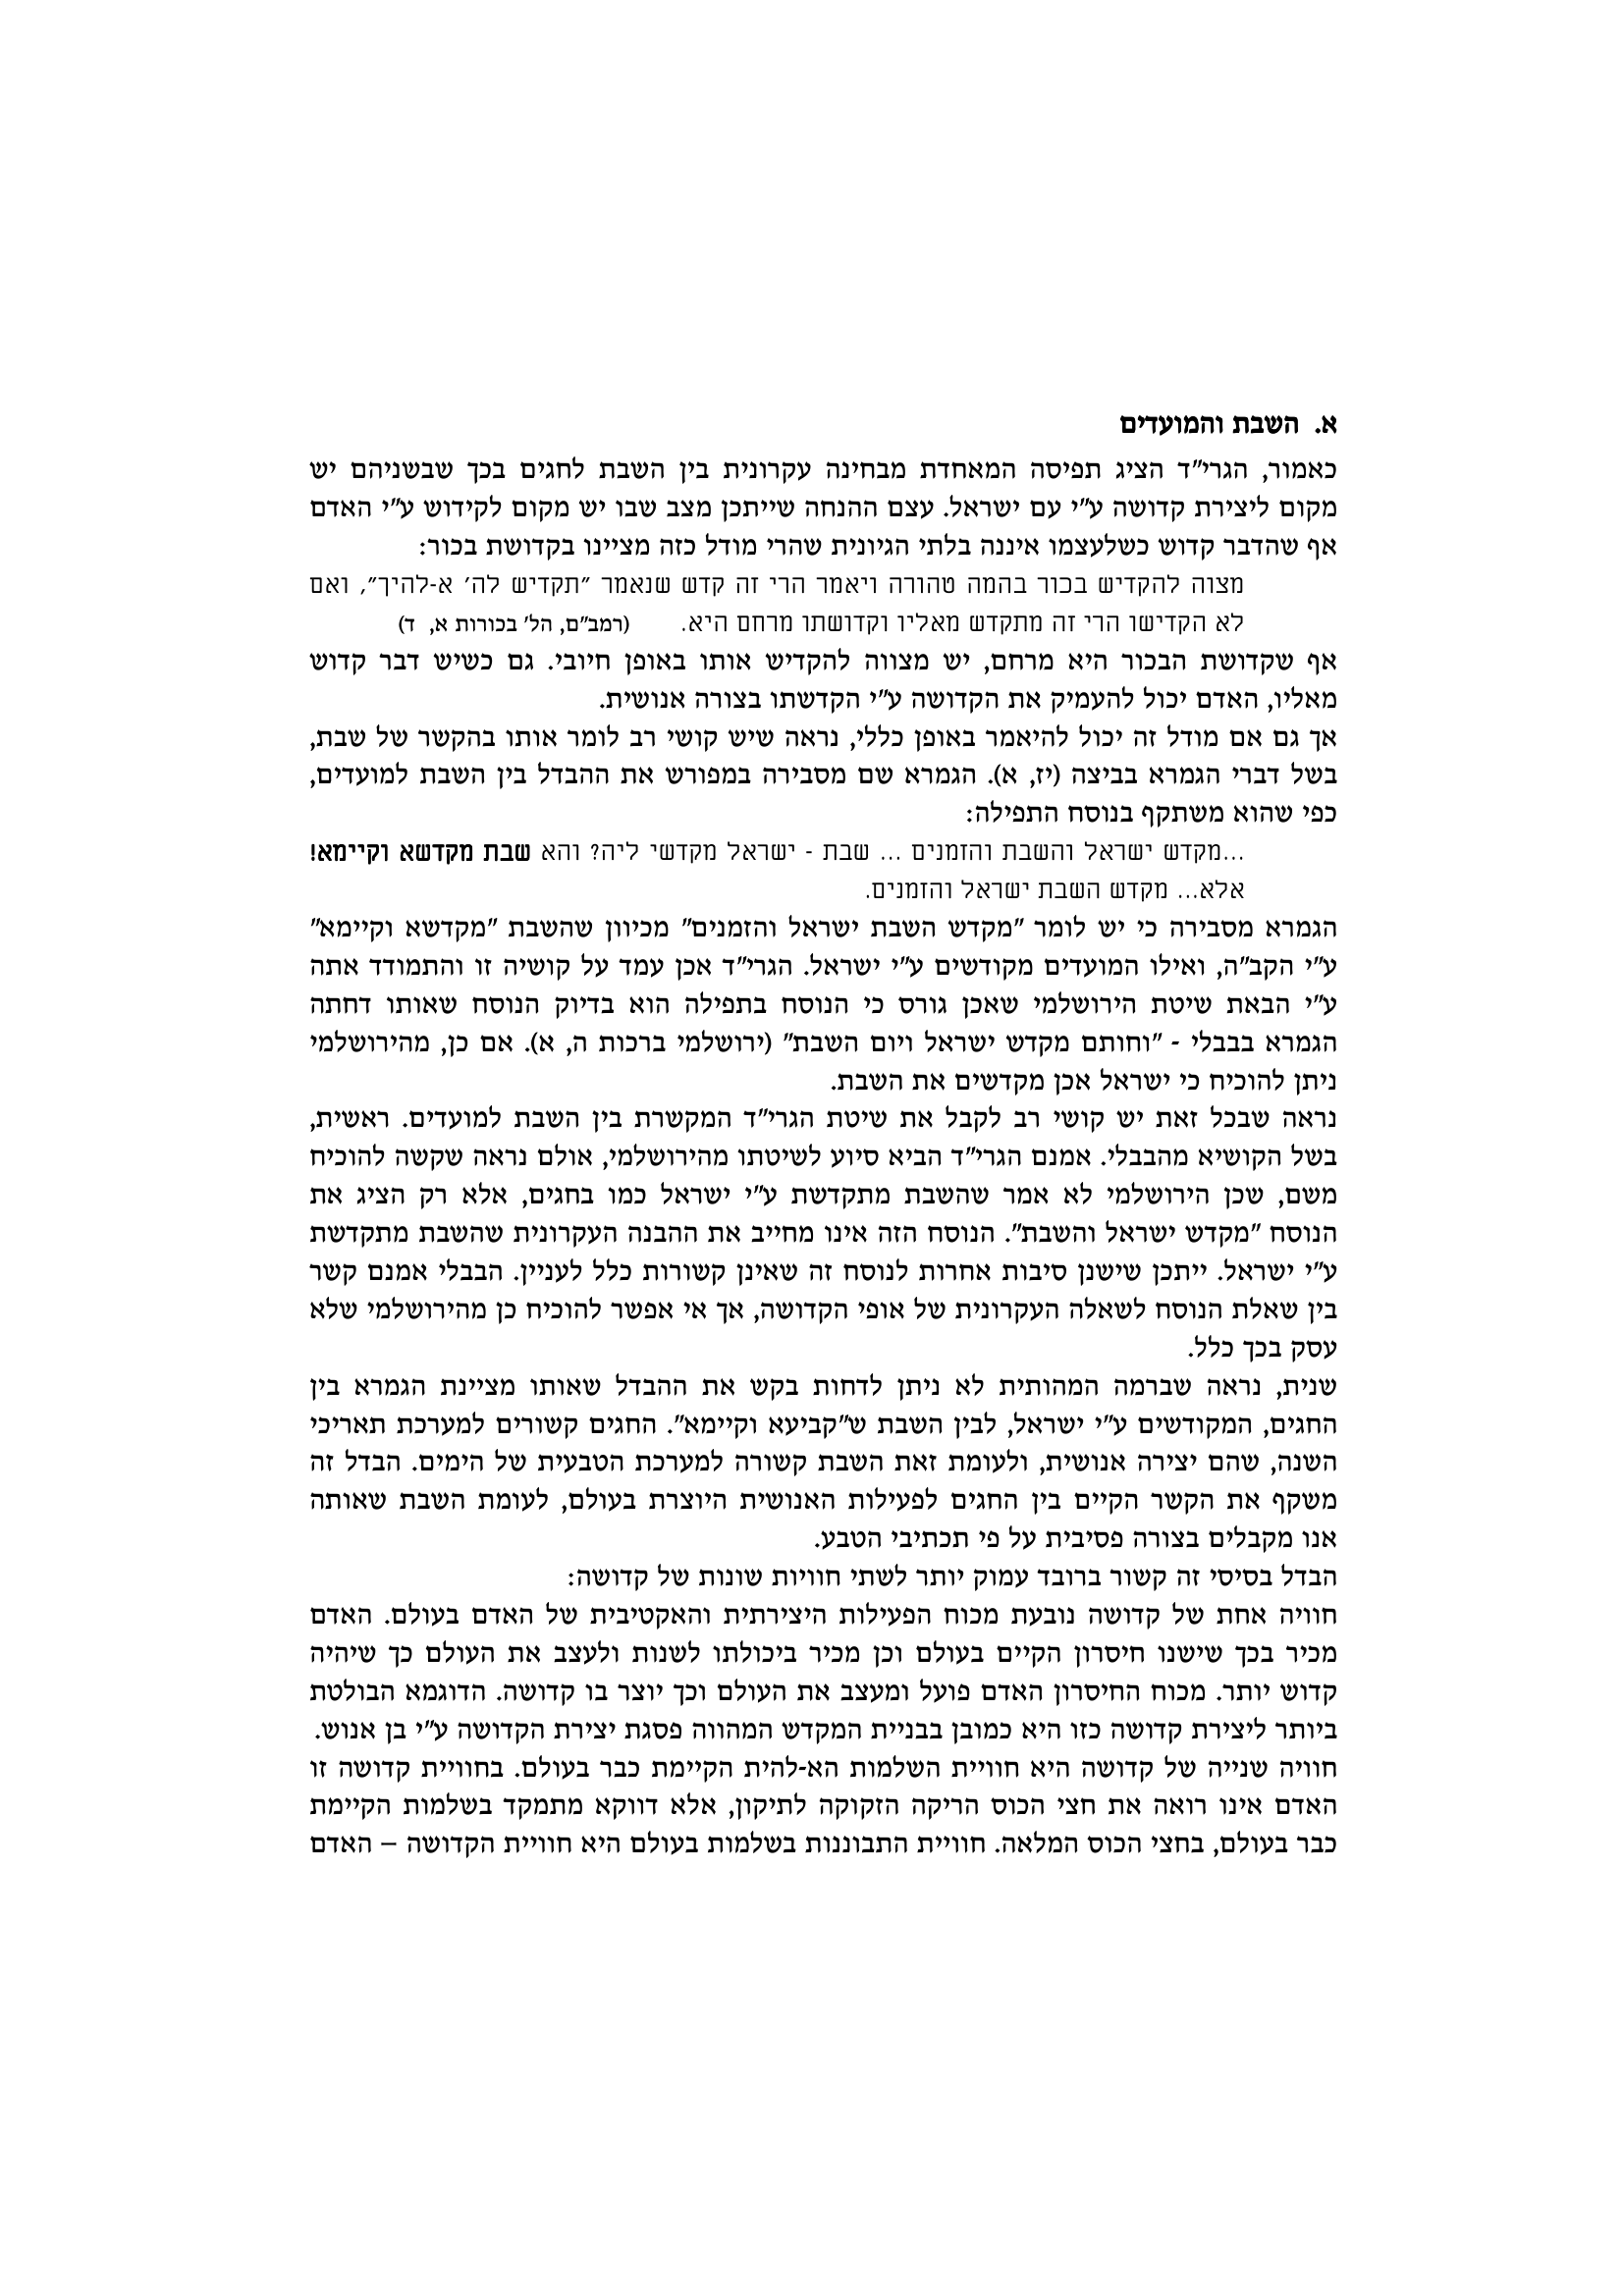 א. השבת והמועדים
כאמור, הגרי"ד הציג תפיסה המאחדת מבחינה עקרונית בין השבת לחגים בכך שבשניהם יש
מקום ליצירת קדושה ע"י עם ישראל. עצם ההנחה שייתכן מצב שבו יש מקום לקידוש ע"י האדם
אף שהדבר קדוש כשלעצמו איננה בלתי הגיונית שהרי מודל כזה מציינו בקדושת בכור:
מצוה להקדיש בכור בהמה טהורה ויאמר הרי זה קדש שנאמר "תקדיש לה' א-להיך", ואם
לא הקדישו הרי זה מתקדש מאליו וקדושתו מרחם היא. (רמב"ם, הל' בכורות א, ד)
אף שקדושת הבכור היא מרחם, יש מצווה להקדיש אותו באופן חיובי. גם כשיש דבר קדוש
מאליו, האדם יכול להעמיק את הקדושה ע"י הקדשתו בצורה אנושית.
אך גם אם מודל זה יכול להיאמר באופן כללי, נראה שיש קושי רב לומר אותו בהקשר של שבת,
בשל דברי הגמרא בביצה (יז, א). הגמרא שם מסבירה במפורש את ההבדל בין השבת למועדים,
כפי שהוא משתקף בנוסח התפילה:
...מקדש ישראל והשבת והזמנים ... שבת - ישראל מקדשי ליה? והא שבת מקדשא וקיימא!
אלא... מקדש השבת ישראל והזמנים.
הגמרא מסבירה כי יש לומר "מקדש השבת ישראל והזמנים" מכיוון שהשבת "מקדשא וקיימא"
ע"י הקב"ה, ואילו המועדים מקודשים ע"י ישראל. הגרי"ד אכן עמד על קושיה זו והתמודד אתה
ע"י הבאת שיטת הירושלמי שאכן גורס כי הנוסח בתפילה הוא בדיוק הנוסח שאותו דחתה
הגמרא בבבלי - "וחותם מקדש ישראל ויום השבת" (ירושלמי ברכות ה, א). אם כן, מהירושלמי
ניתן להוכיח כי ישראל אכן מקדשים את השבת.
נראה שבכל זאת יש קושי רב לקבל את שיטת הגרי"ד המקשרת בין השבת למועדים. ראשית,
בשל הקושיא מהבבלי. אמנם הגרי"ד הביא סיוע לשיטתו מהירושלמי, אולם נראה שקשה להוכיח
משם, שכן הירושלמי לא אמר שהשבת מתקדשת ע"י ישראל כמו בחגים, אלא רק הציג את
הנוסח "מקדש ישראל והשבת". הנוסח הזה אינו מחייב את ההבנה העקרונית שהשבת מתקדשת
ע"י ישראל. ייתכן שישנן סיבות אחרות לנוסח זה שאינן קשורות כלל לעניין. הבבלי אמנם קשר
בין שאלת הנוסח לשאלה העקרונית של אופי הקדושה, אך אי אפשר להוכיח כן מהירושלמי שלא
עסק בכך כלל.
שנית, נראה שברמה המהותית לא ניתן לדחות בקש את ההבדל שאותו מציינת הגמרא בין
החגים, המקודשים ע"י ישראל, לבין השבת ש"קביעא וקיימא". החגים קשורים למערכת תאריכי
השנה, שהם יצירה אנושית, ולעומת זאת השבת קשורה למערכת הטבעית של הימים. הבדל זה
משקף את הקשר הקיים בין החגים לפעילות האנושית היוצרת בעולם, לעומת השבת שאותה
אנו מקבלים בצורה פסיבית על פי תכתיבי הטבע.
הבדל בסיסי זה קשור ברובד עמוק יותר לשתי חוויות שונות של קדושה:
חוויה אחת של קדושה נובעת מכוח הפעילות היצירתית והאקטיבית של האדם בעולם. האדם
מכיר בכך שישנו חיסרון הקיים בעולם וכן מכיר ביכולתו לשנות ולעצב את העולם כך שיהיה
קדוש יותר. מכוח החיסרון האדם פועל ומעצב את העולם וכך יוצר בו קדושה. הדוגמא הבולטת
ביותר ליצירת קדושה כזו היא כמובן בבניית המקדש המהווה פסגת יצירת הקדושה ע"י בן אנוש.
חוויה שנייה של קדושה היא חוויית השלמות הא-להית הקיימת כבר בעולם. בחוויית קדושה זו
האדם אינו רואה את חצי הכוס הריקה הזקוקה לתיקון, אלא דווקא מתמקד בשלמות הקיימת
כבר בעולם, בחצי הכוס המלאה. חוויית התבוננות בשלמות בעולם היא חוויית הקדושה – האדם